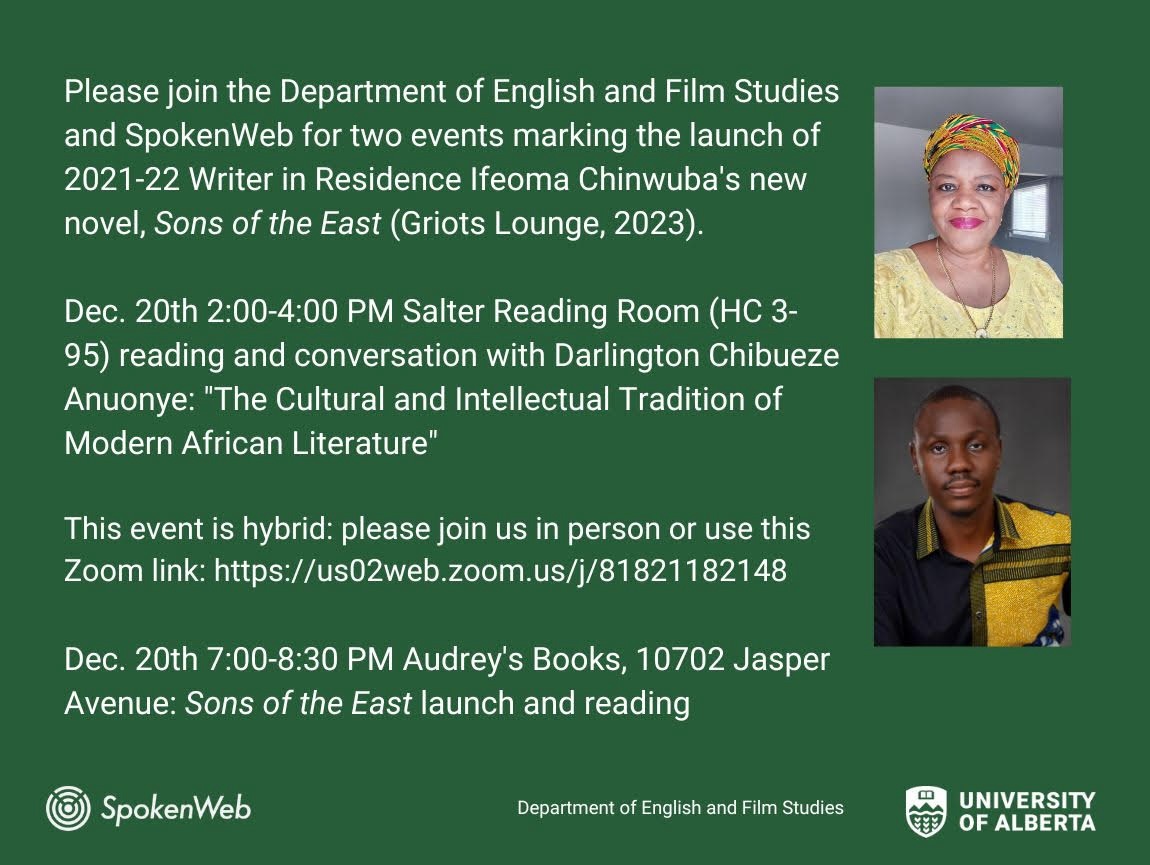 Please join the Department of English and Film Studies
and SpokenWeb for two events marking the launch of
2021-22 Writer in Residence Ifeoma Chinwuba's new
novel, Sons of the East (Griots Lounge, 2023).
Dec. 20th 2:00-4:00 PM Salter Reading Room (HC 3-
95) reading and conversation with Darlington Chibueze
Anuonye: "The Cultural and Intellectual Tradition of
Modern African Literature"
This event is hybrid: please join us in person or use this
Zoom link: https://us02web.zoom.us/j/81821182148
Dec. 20th 7:00-8:30 PM Audrey's Books, 10702 Jasper
Avenue: Sons of the East launch and reading
SpokenWeb
Department of English and Film Studies
UNIVERSITY
OF ALBERTA